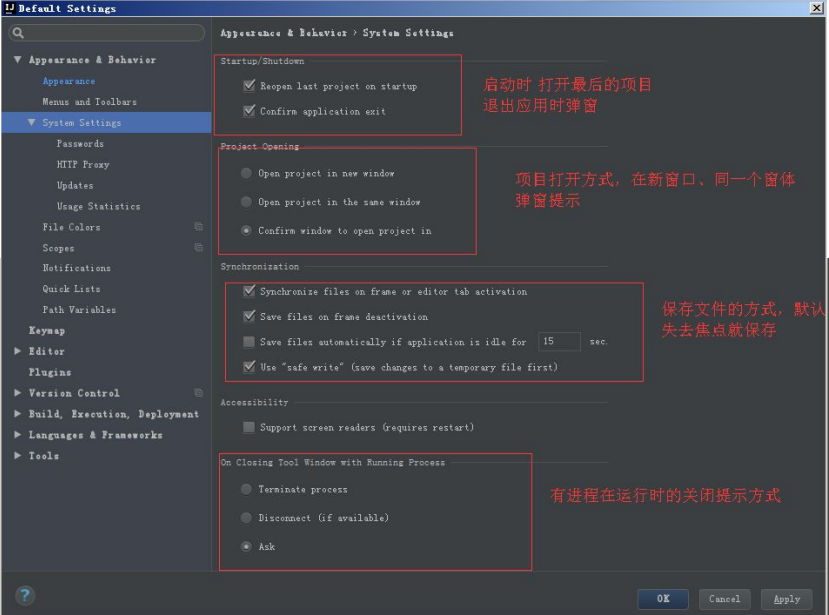 Default Settings
Appearance & Behavior › System Settings
Appearance & Behavior
Appearance
Menus and Toolbars
System Settings
Passwords
HTTP Proxy
Updates
Usage Statistics
File Colors
Scopes
Notifications
Quick Lists
Path Variables
Keymap
Editor
Plugins
Version Control
Build, Execution, Deployment
Languages & Frameworks
Tools
Startup/Shutdown
Reopen last project on startup
Confirm application exit
启动时 打开最后的项目
退出应用时弹窗
Project Opening
Open project in new window
Open project in the same window
Confirm window to open project in
项目打开方式，在新窗口、同一个窗体
弹窗提示
Synchronization
Synchronize files on frame or editor tab activation
Save files on frame deactivation
Save files automatically if application is idle for 15 sec.
Use "safe write" (save changes to a temporary file first)
保存文件的方式，默认
失去焦点就保存
Accessibility
Support screen readers (requires restart)
On Closing Tool Window with Running Process
Terminate process
Disconnect (if available)
Ask
有进程在运行时的关闭提示方式
?
OK
Cancel
Apply